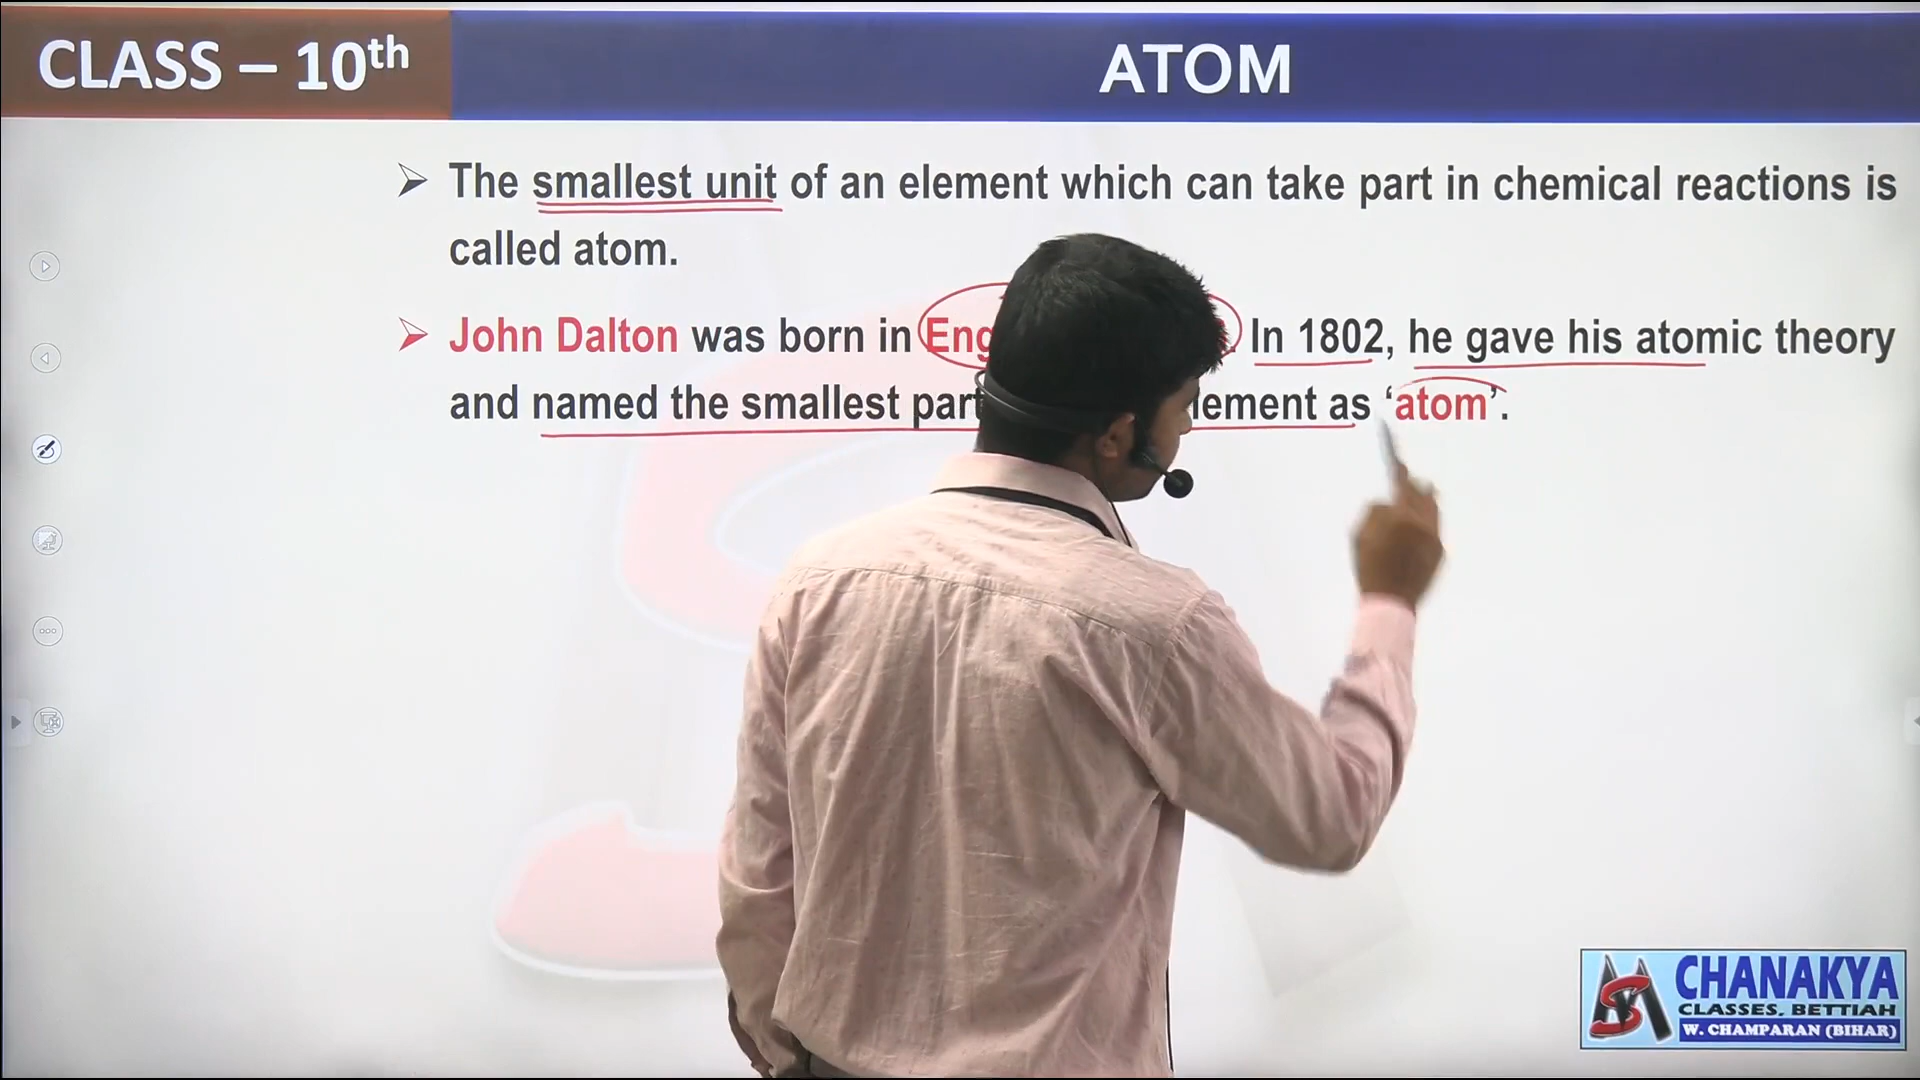 CLASS – 10th
ATOM
➢ The smallest unit of an element which can take part in chemical reactions is
called atom.
➢ John Dalton was born in In 1802, he gave his atomic theory
and named the smallest part as ‘atom’.
CHANAKYA
CLASSES, BETTIAH
W. CHAMPARAN (BIHAR)